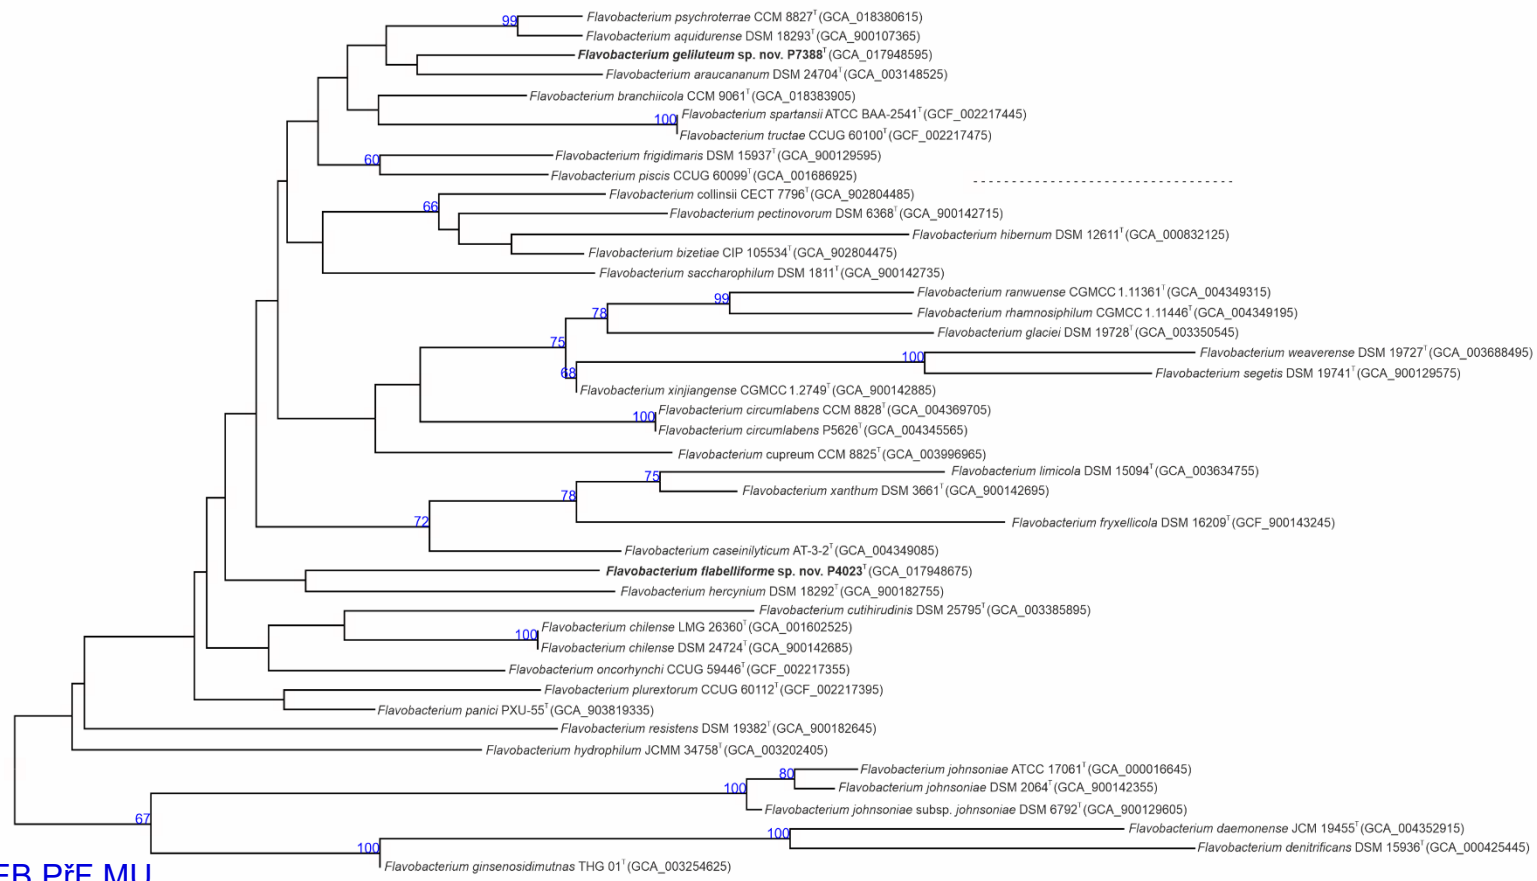 99
Flavobacterium psychroterrae CCM 8827T (GCA_018380615)
Flavobacterium aquidurense DSM 18293T (GCA_900107365)
Flavobacterium geliluteum sp. nov. P7388T (GCA_017948595)
Flavobacterium araucananum DSM 24704T (GCA_003148525)
Flavobacterium branchiicola CCM 9061T (GCA_018383905)
100
Flavobacterium spartansii ATCC BAA-2541T (GCF_002217445)
Flavobacterium tructae CCUG 60100T (GCF_002217475)
60
Flavobacterium frigidimaris DSM 15937T (GCA_900129595)
Flavobacterium piscis CCUG 60099T (GCA_001686925)
66
Flavobacterium collinsii CECT 7796T (GCA_902804485)
Flavobacterium pectinovorum DSM 6368T (GCA_900142715)
Flavobacterium hibernum DSM 12611T (GCA_000832125)
Flavobacterium bizetiae CIP 105534T (GCA_902804475)
Flavobacterium saccharophilum DSM 1811T (GCA_900142735)
99
Flavobacterium ranwuense CGMCC 1.11361T (GCA_004349315)
78
Flavobacterium rhamnosiphilum CGMCC 1.11446T (GCA_004349195)
Flavobacterium glaciei DSM 19728T (GCA_003350545)
75
100
Flavobacterium weaverense DSM 19727T (GCA_003688495)
68
Flavobacterium segetis DSM 19741T (GCA_900129575)
Flavobacterium xinjiangense CGMCC 1.2749T (GCA_900142885)
100
Flavobacterium circumlabens CCM 8828T (GCA_004369705)
Flavobacterium circumlabens P5626T (GCA_004345565)
Flavobacterium cupreum CCM 8825T (GCA_003996965)
75
Flavobacterium limicola DSM 15094T (GCA_003634755)
78
Flavobacterium xanthum DSM 3661T (GCA_900142695)
72
Flavobacterium fryxellicola DSM 16209T (GCF_900143245)
Flavobacterium caseinilyticum AT-3-2T (GCA_004349085)
Flavobacterium flabelliforme sp. nov. P4023T (GCA_017948675)
Flavobacterium hercynium DSM 18292T (GCA_900182755)
Flavobacterium cutihirudinis DSM 25795T (GCA_003385895)
100
Flavobacterium chilense LMG 26360T (GCA_001602525)
Flavobacterium chilense DSM 24724T (GCA_900142685)
Flavobacterium oncorhynchi CCUG 59446T (GCF_002217355)
Flavobacterium plurextorum CCUG 60112T (GCF_002217395)
Flavobacterium panici PXU-55T (GCA_903819335)
Flavobacterium resistens DSM 19382T (GCA_900182645)
Flavobacterium hydrophilum JCMM 34758T (GCA_003202405)
80
Flavobacterium johnsoniae ATCC 17061T (GCA_000016645)
100
Flavobacterium johnsoniae DSM 2064T (GCA_900142355)
Flavobacterium johnsoniae subsp. johnsoniae DSM 6792T (GCA_900129605)
67
100
Flavobacterium daemonense JCM 19455T (GCA_004352915)
100
Flavobacterium denitrificans DSM 15936T (GCA_000425445)
Flavobacterium ginsenosidimutnas THG 01T (GCA_003254625)
PřF MU